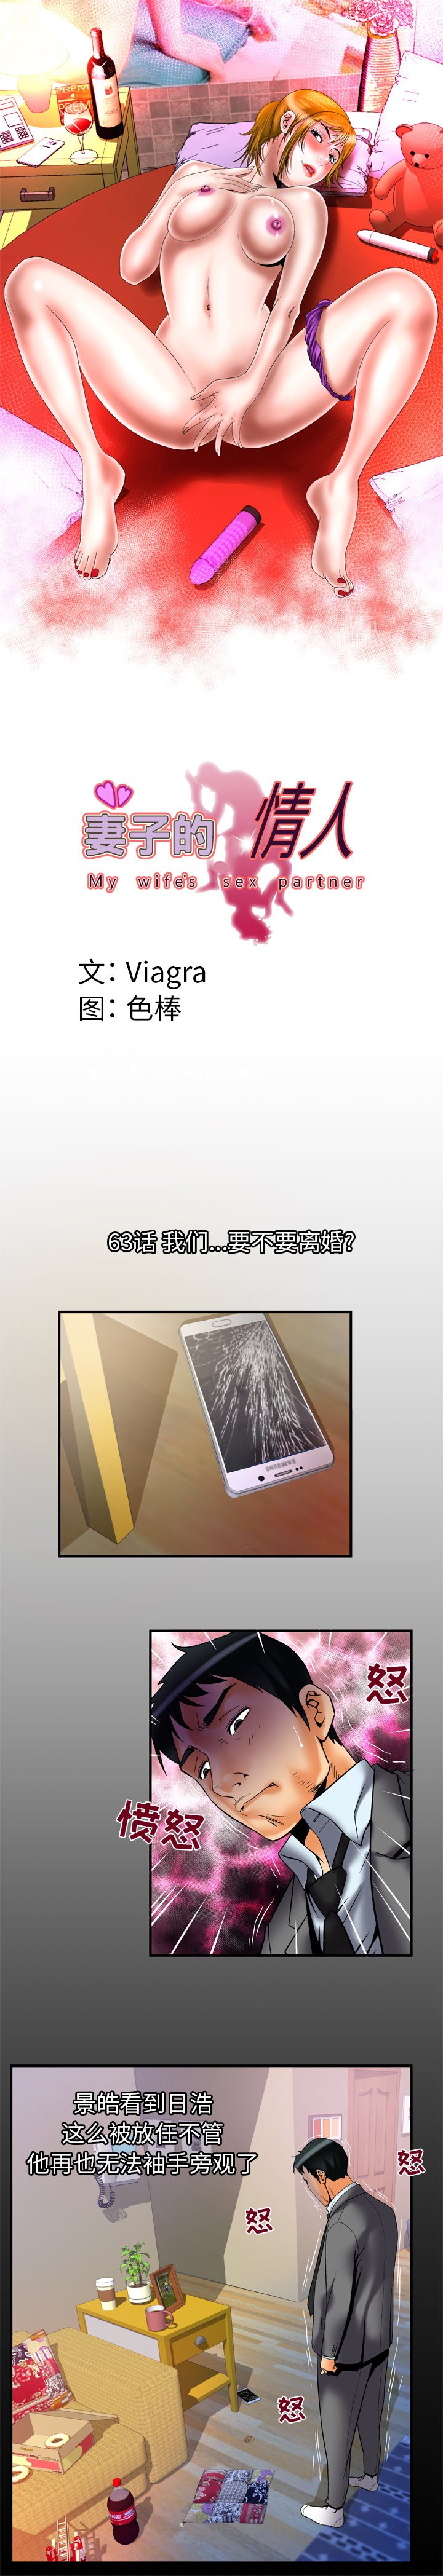 PREM
PREM
妻子的 情人
My wife's sex partner
文：Viagra
图：色棒
63话 我们...要不要离婚?
怒
愤怒
景皓看到日浩
这么被放任不管
他再也无法袖手旁观了
怒
怒
怒